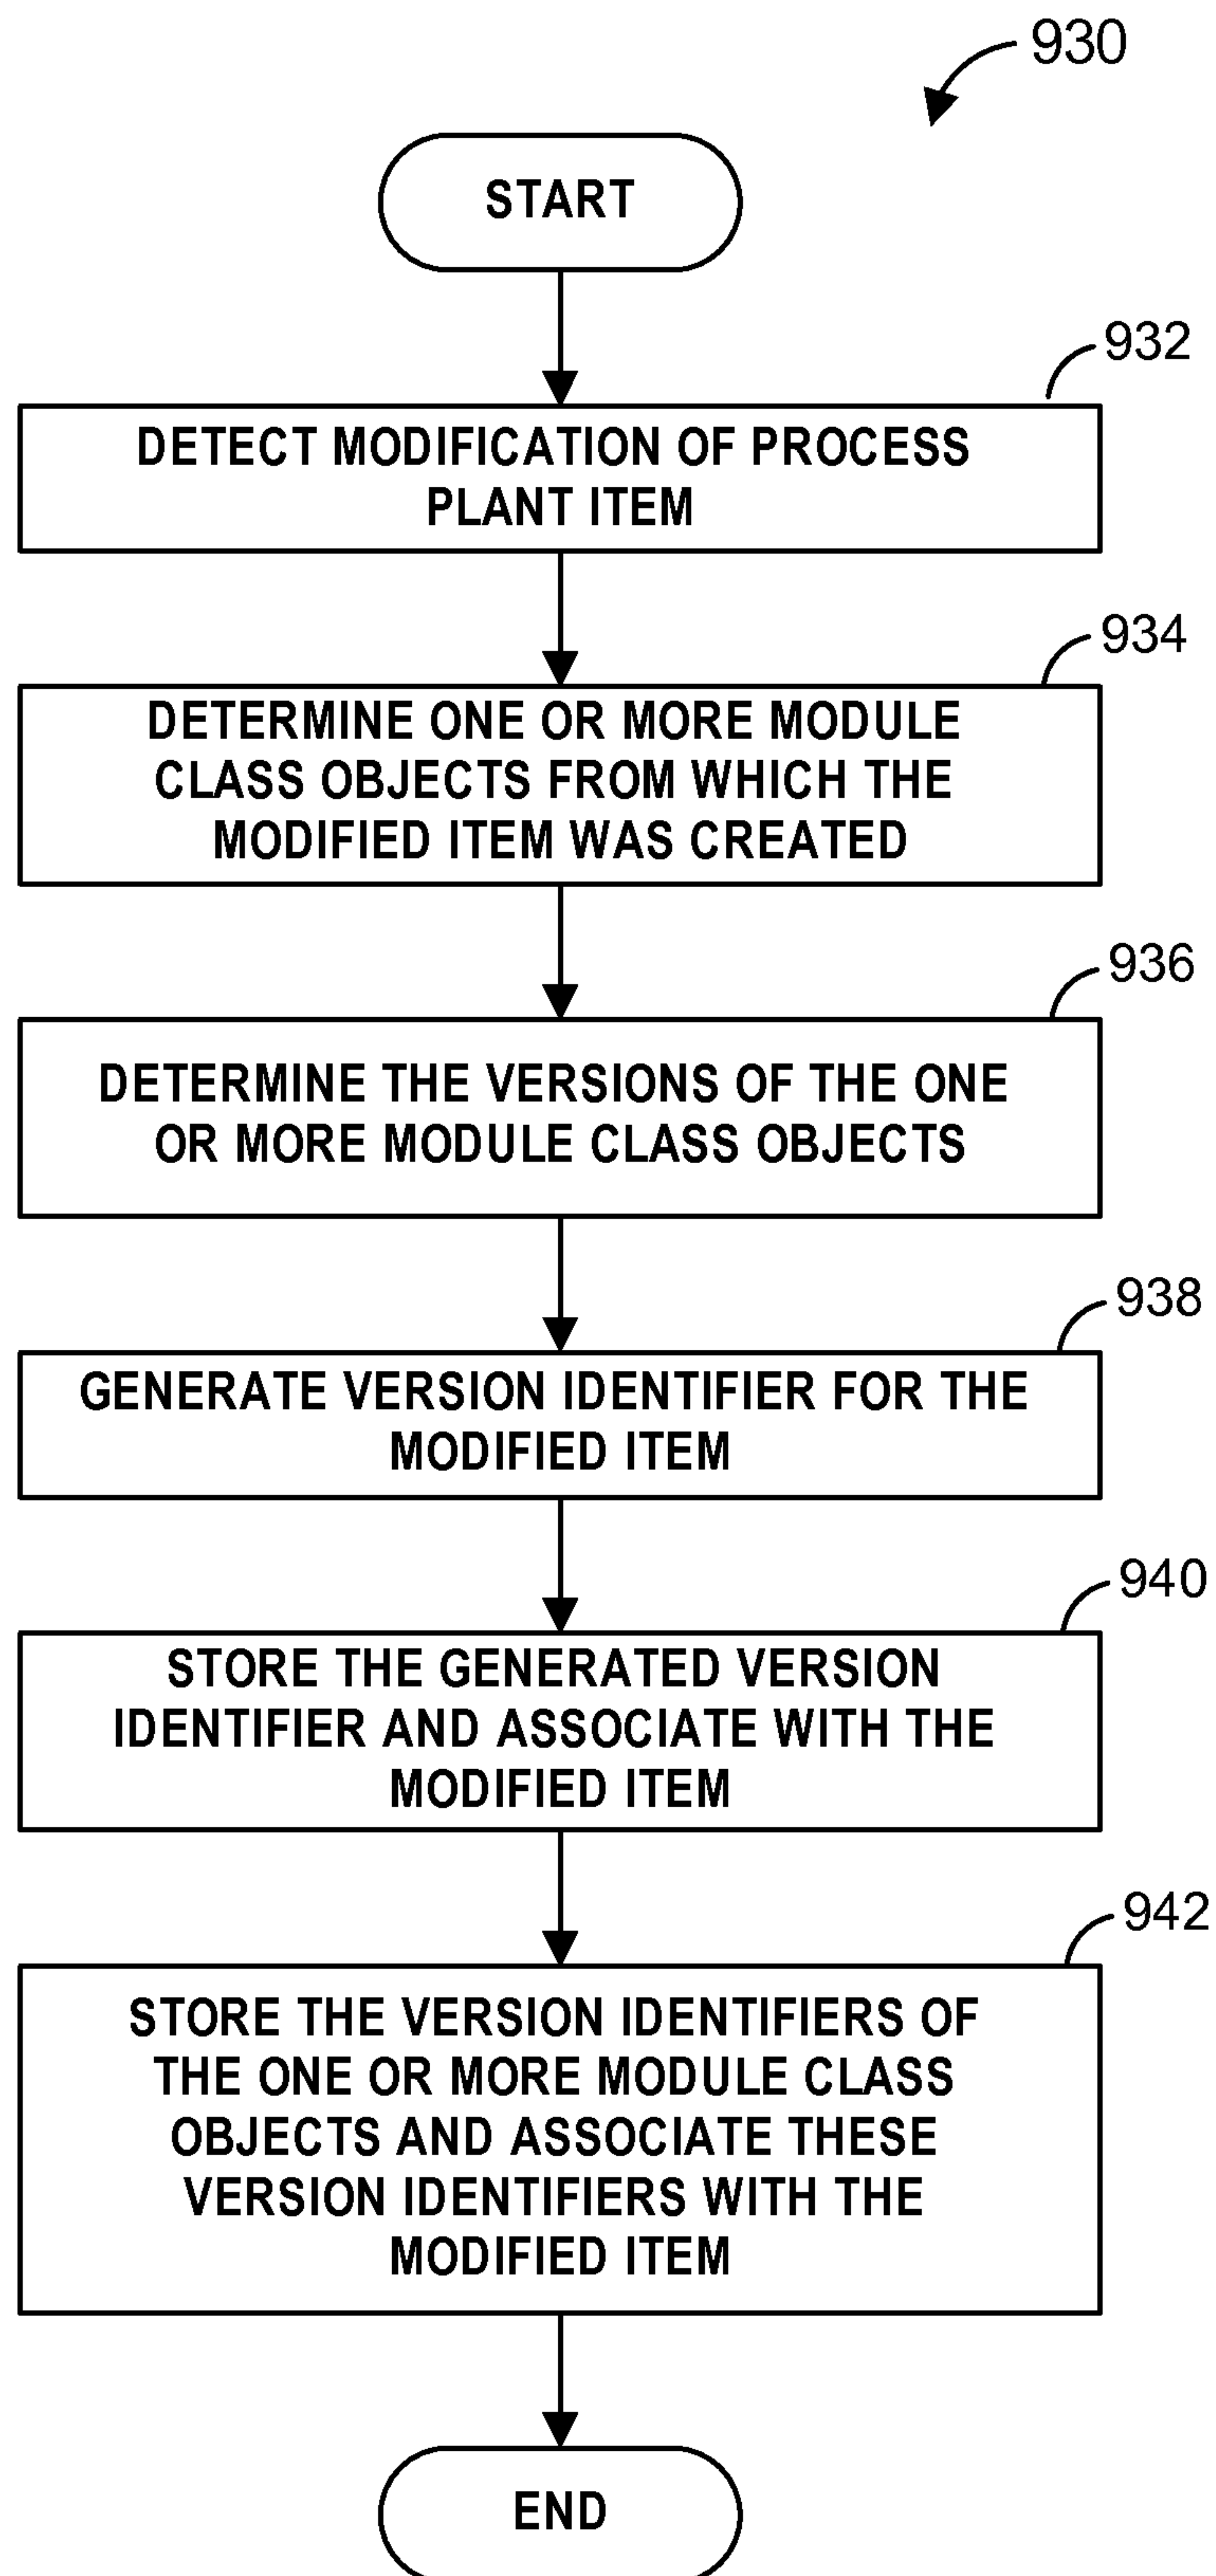 930
START
932
DETECT MODIFICATION OF PROCESS
PLANT ITEM
934
DETERMINE ONE OR MORE MODULE
CLASS OBJECTS FROM WHICH THE
MODIFIED ITEM WAS CREATED
936
DETERMINE THE VERSIONS OF THE ONE
OR MORE MODULE CLASS OBJECTS
938
GENERATE VERSION IDENTIFIER FOR THE
MODIFIED ITEM
940
STORE THE GENERATED VERSION
IDENTIFIER AND ASSOCIATE WITH THE
MODIFIED ITEM
942
STORE THE VERSION IDENTIFIERS OF
THE ONE OR MORE MODULE CLASS
OBJECTS AND ASSOCIATE THESE
VERSION IDENTIFIERS WITH THE
MODIFIED ITEM
END